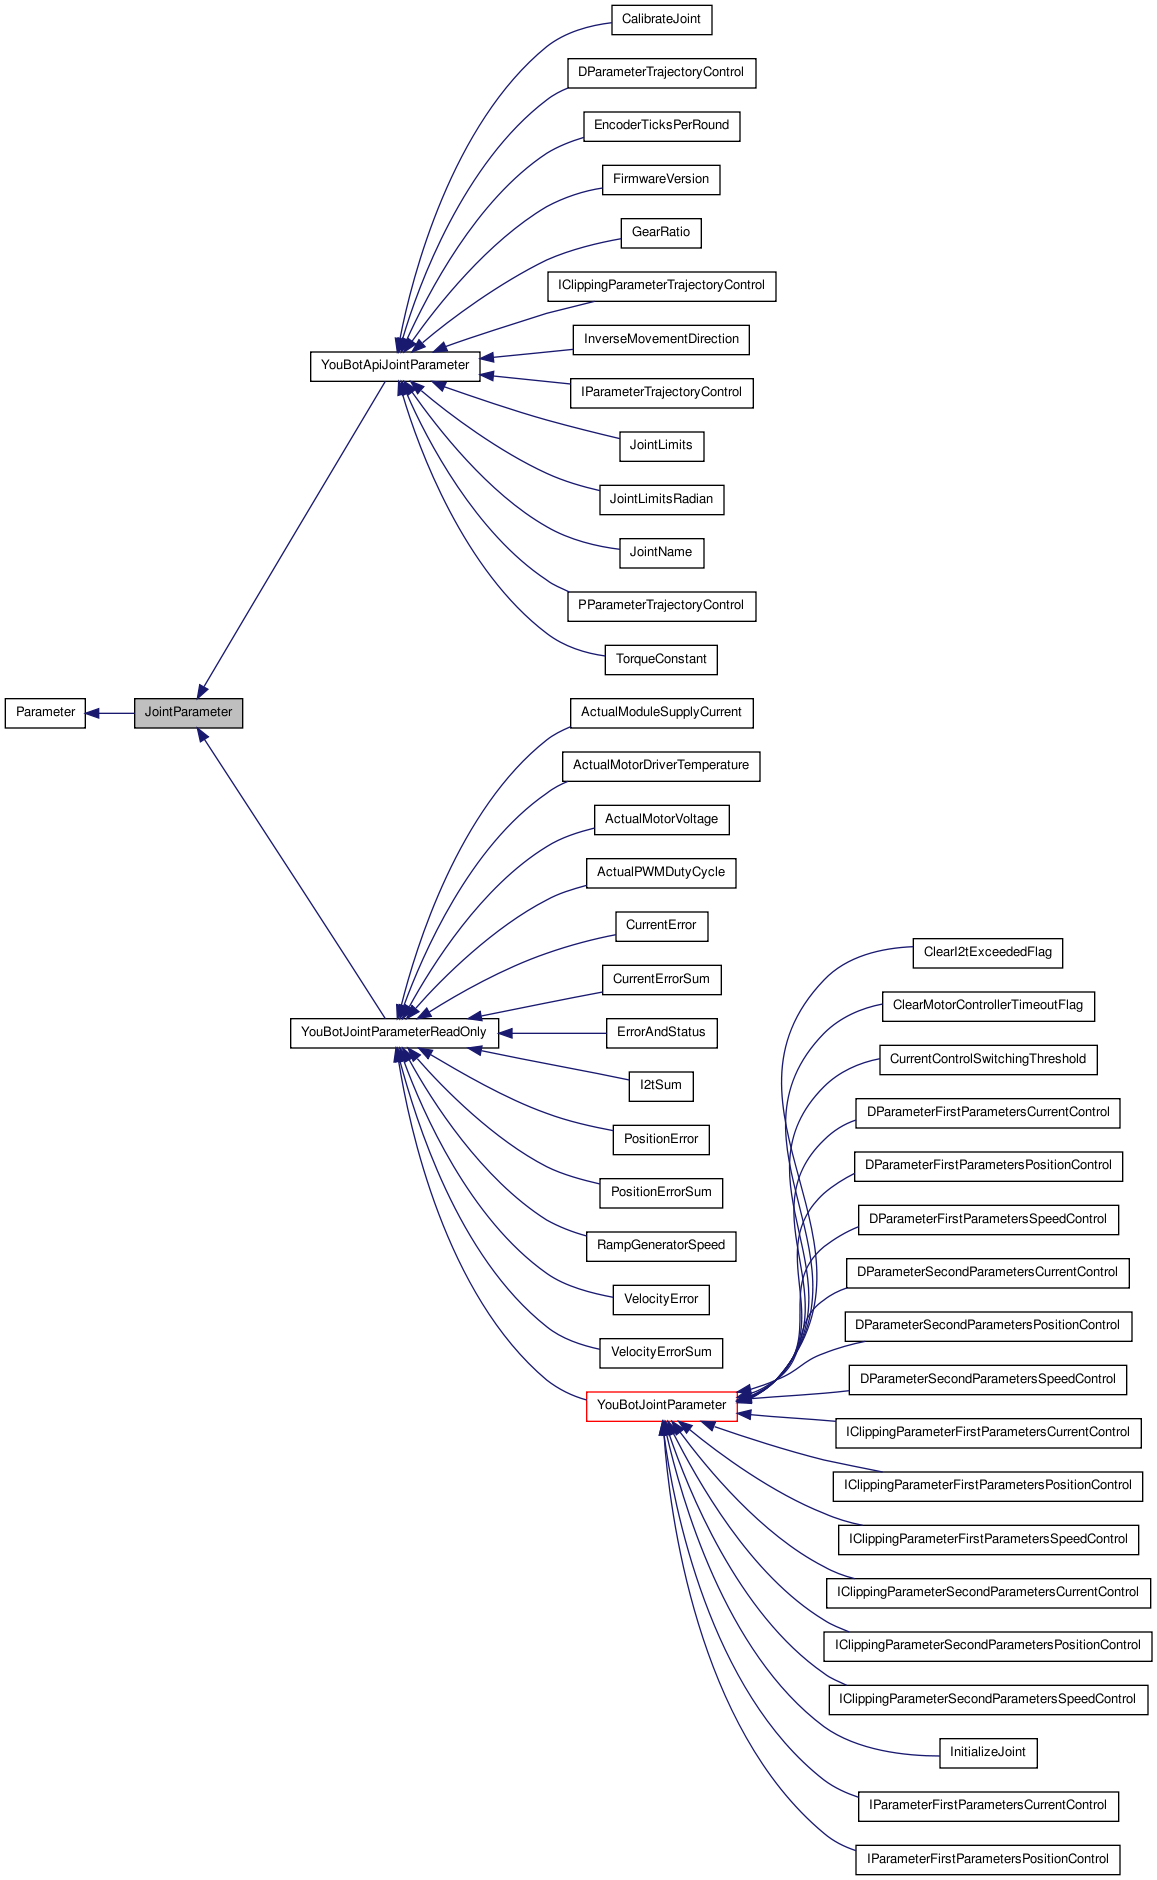 CalibrateJoint
DParameterTrajectoryControl
EncoderTicksPerRound
FirmwareVersion
GearRatio
IClippingParameterTrajectoryControl
InverseMovementDirection
YouBotApiJointParameter
IParameterTrajectoryControl
JointLimits
JointLimitsRadian
JointName
PParameterTrajectoryControl
TorqueConstant
Parameter
JointParameter
ActualModuleSupplyCurrent
ActualMotorDriverTemperature
ActualMotorVoltage
ActualPWMDutyCycle
CurrentError
CurrentErrorSum
YouBotJointParameterReadOnly
ErrorAndStatus
I2tSum
PositionError
PositionErrorSum
RampGeneratorSpeed
VelocityError
VelocityErrorSum
YouBotJointParameter
ClearI2tExceededFlag
ClearMotorControllerTimeoutFlag
CurrentControlSwitchingThreshold
DParameterFirstParametersCurrentControl
DParameterFirstParametersPositionControl
DParameterFirstParametersSpeedControl
DParameterSecondParametersCurrentControl
DParameterSecondParametersPositionControl
DParameterSecondParametersSpeedControl
IClippingParameterFirstParametersCurrentControl
IClippingParameterFirstParametersPositionControl
IClippingParameterFirstParametersSpeedControl
IClippingParameterSecondParametersCurrentControl
IClippingParameterSecondParametersPositionControl
IClippingParameterSecondParametersSpeedControl
InitializeJoint
IParameterFirstParametersCurrentControl
IParameterFirstParametersPositionControl